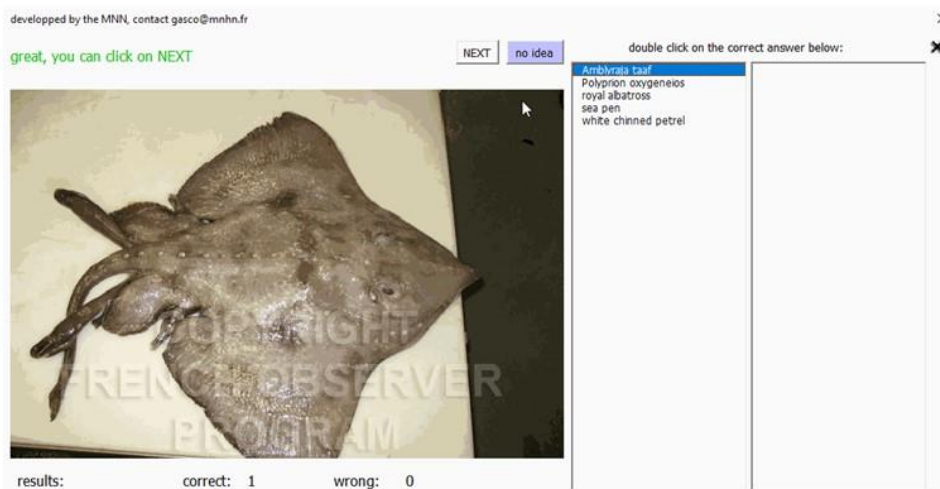 developped by the MNN, contact gasco@mnhn.fr
great, you can click on NEXT
NEXT
no idea
double click on the correct answer below:
Amblyraja taaf
Polyprion oxygeneios
royal albatross
sea pen
white chinned petrel
COPYRIGHT
FRENCH OBSERVER
PROGRAM
results: correct: 1 wrong: 0